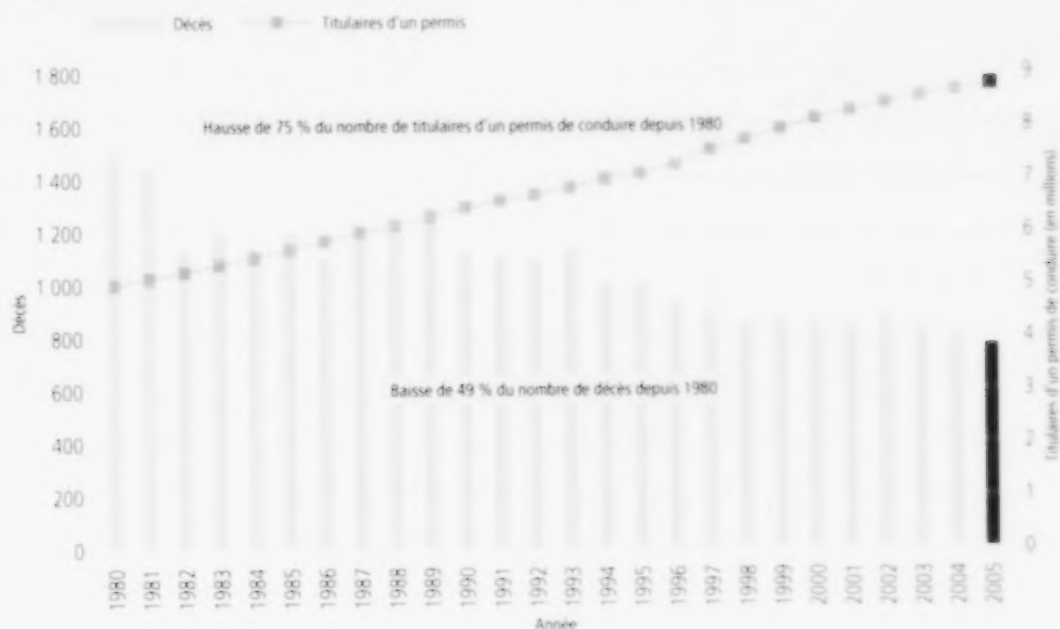 Décès Titulaires d'un permis
1 800
1 600
1 400
1 200
1 000
800
600
400
200
0
Décès
Hausse de 75 % du nombre de titulaires d'un permis de conduire depuis 1980
Baisse de 49 % du nombre de décès depuis 1980
9
8
7
6
5
4
3
2
1
0
Titulaires d'un permis de conduire (en millions)
1980 1981 1982 1983 1984 1985 1986 1987 1988 1989 1990 1991 1992 1993 1994 1995 1996 1997 1998 1999 2000 2001 2002 2003 2004 2005
Année